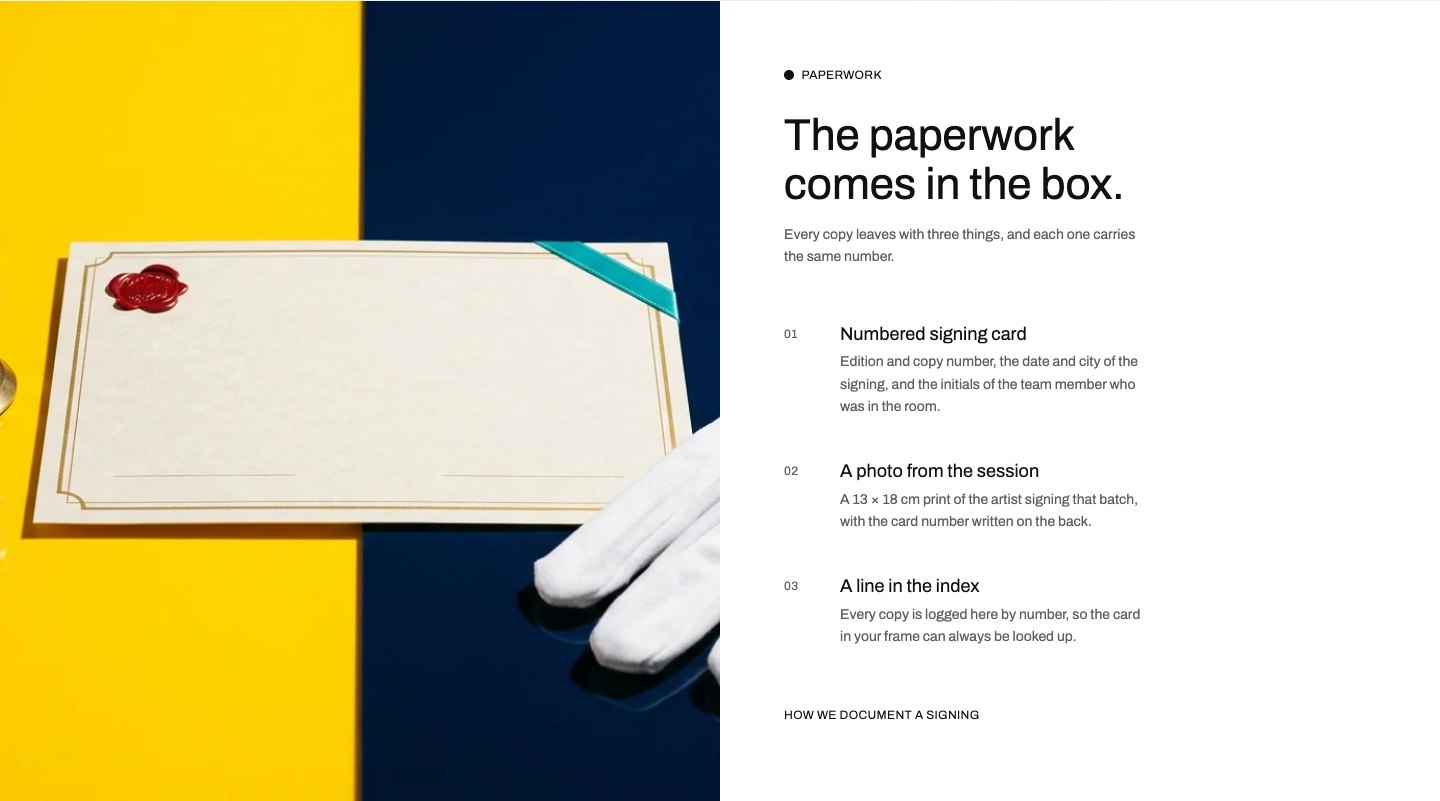 PAPERWORK
The paperwork
comes in the box.
Every copy leaves with three things, and each one carries
the same number.
01
Numbered signing card
Edition and copy number, the date and city of the
signing, and the initials of the team member who
was in the room.
02
A photo from the session
A 13 × 18 cm print of the artist signing that batch,
with the card number written on the back.
03
A line in the index
Every copy is logged here by number, so the card
in your frame can always be looked up.
HOW WE DOCUMENT A SIGNING